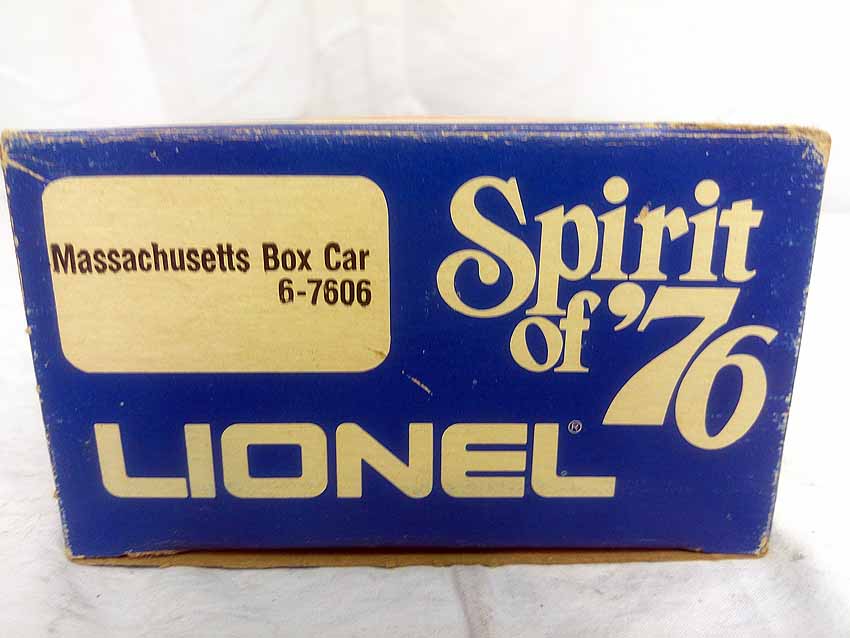 Massachusetts Box Car
6-7606
Spirit
of '76
LIONEL®